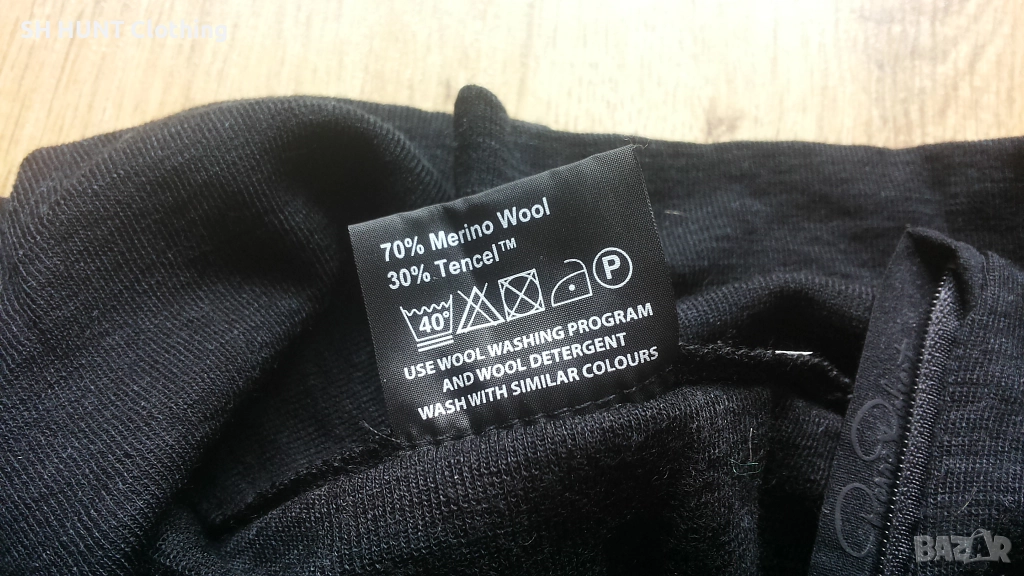 SH HUNT Clothing
70% Merino Wool
30% Tencel™
40° P
USE WOOL WASHING PROGRAM
AND WOOL DETERGENT
WASH WITH SIMILAR COLOURS
BAZAR